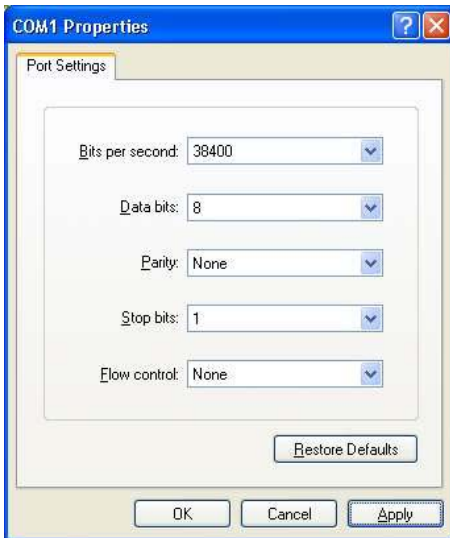 COM1 Properties
Port Settings
Bits per second: 38400
Data bits: 8
Parity: None
Stop bits: 1
Flow control: None
Restore Defaults
OK Cancel Apply